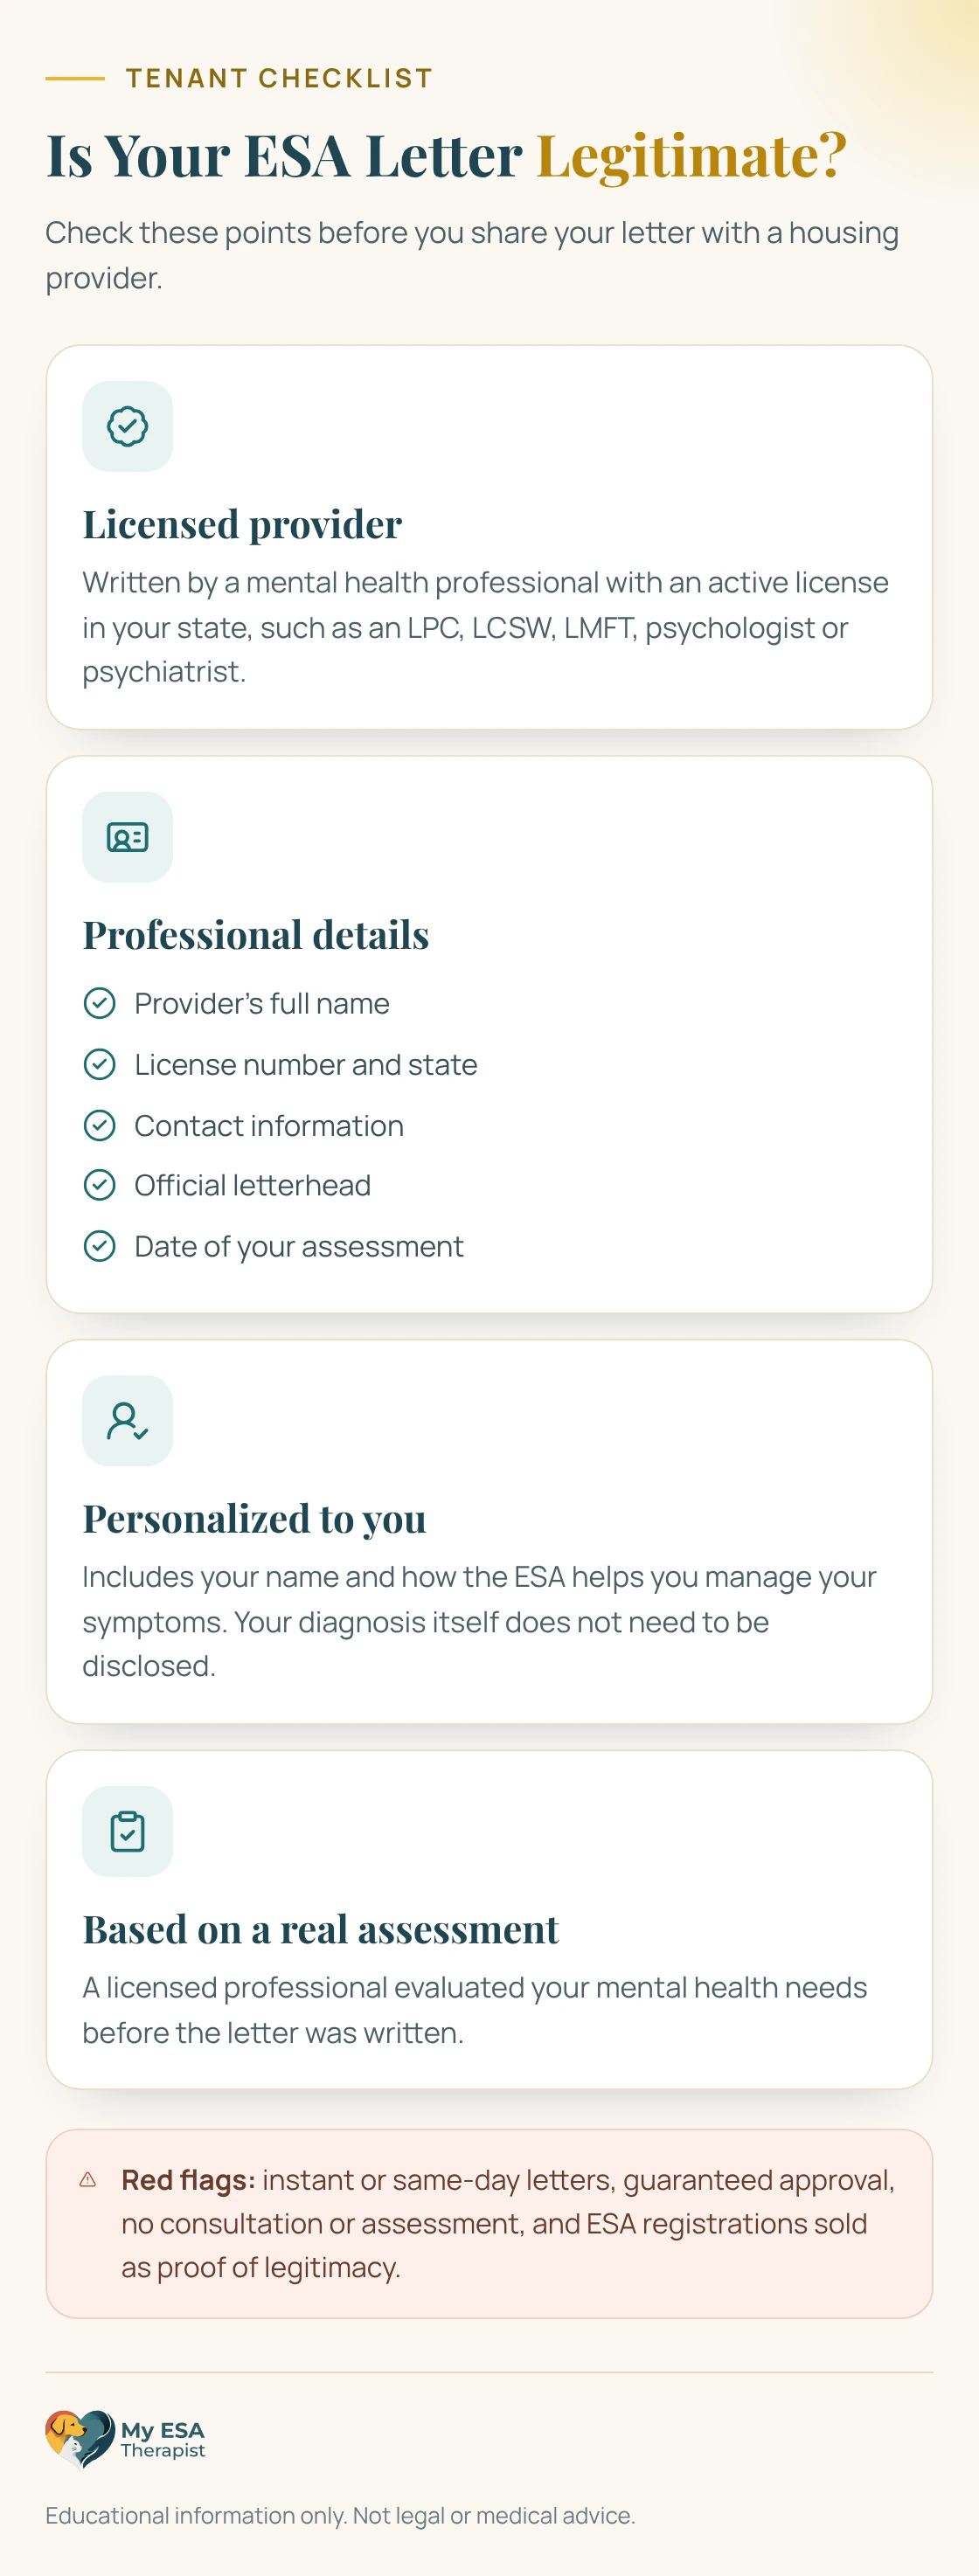 TENANT CHECKLIST
Is Your ESA Letter Legitimate?
Check these points before you share your letter with a housing
provider.
Licensed provider
Written by a mental health professional with an active license
in your state, such as an LPC, LCSW, LMFT, psychologist or
psychiatrist.
Professional details
Provider’s full name
License number and state
Contact information
Official letterhead
Date of your assessment
Personalized to you
Includes your name and how the ESA helps you manage your
symptoms. Your diagnosis itself does not need to be
disclosed.
Based on a real assessment
A licensed professional evaluated your mental health needs
before the letter was written.
Red flags: instant or same-day letters, guaranteed approval,
no consultation or assessment, and ESA registrations sold
as proof of legitimacy.
My ESA
Therapist
Educational information only. Not legal or medical advice.